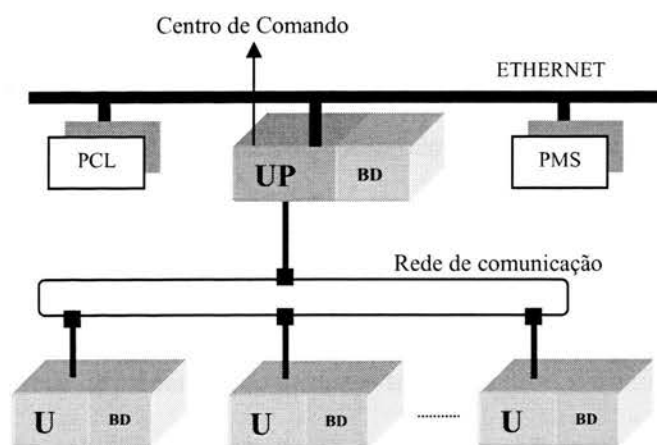 Centro de Comando
ETHERNET
PCL
UP
BD
PMS
Rede de comunicação
U
BD
U
BD
..........
U
BD